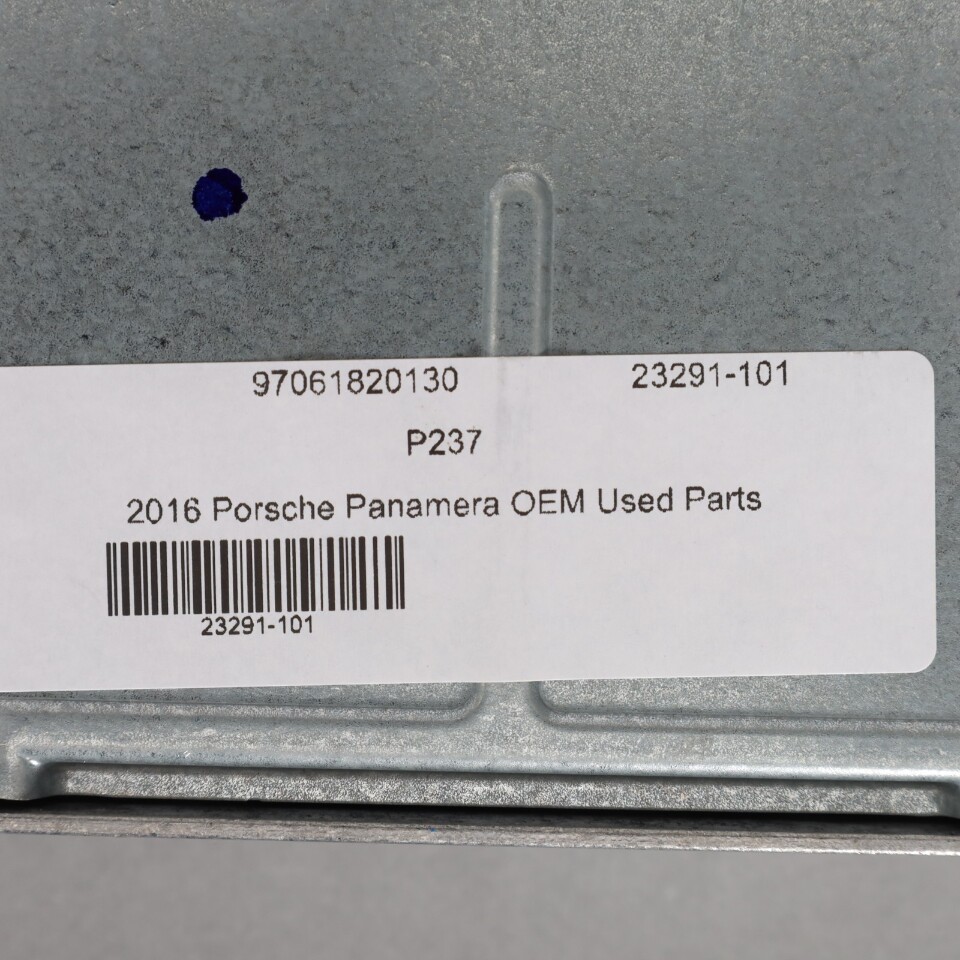 97061820130 23291-101
P237
2016 Porsche Panamera OEM Used Parts
23291-101